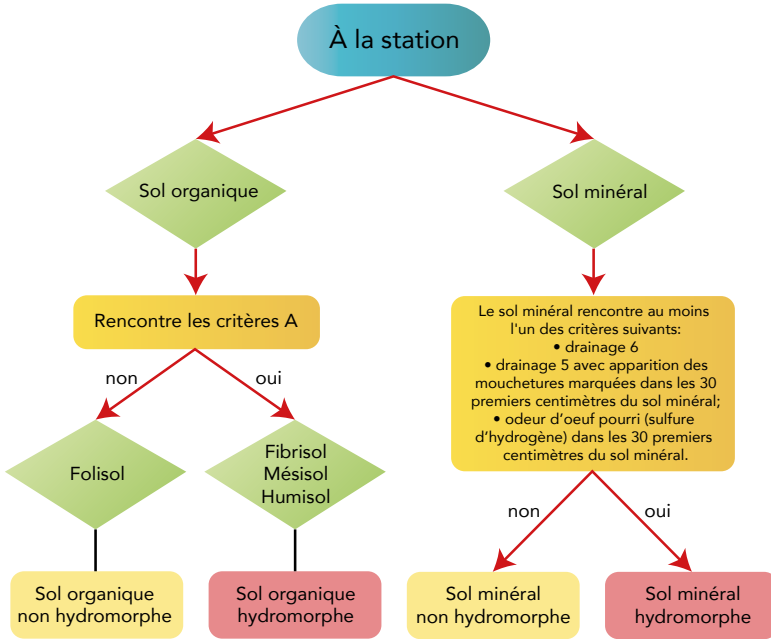 À la station
Sol organique
Sol minéral
Rencontre les critères A
Le sol minéral rencontre au moins
l'un des critères suivants:
• drainage 6
• drainage 5 avec apparition des
mouchetures marquées dans les 30
premiers centimètres du sol minéral;
• odeur d'oeuf pourri (sulfure
d'hydrogène) dans les 30 premiers
centimètres du sol minéral.
non
oui
Folisol
Fibrisol
Mésisol
Humisol
non
oui
Sol organique
non hydromorphe
Sol organique
hydromorphe
Sol minéral
non hydromorphe
Sol minéral
hydromorphe